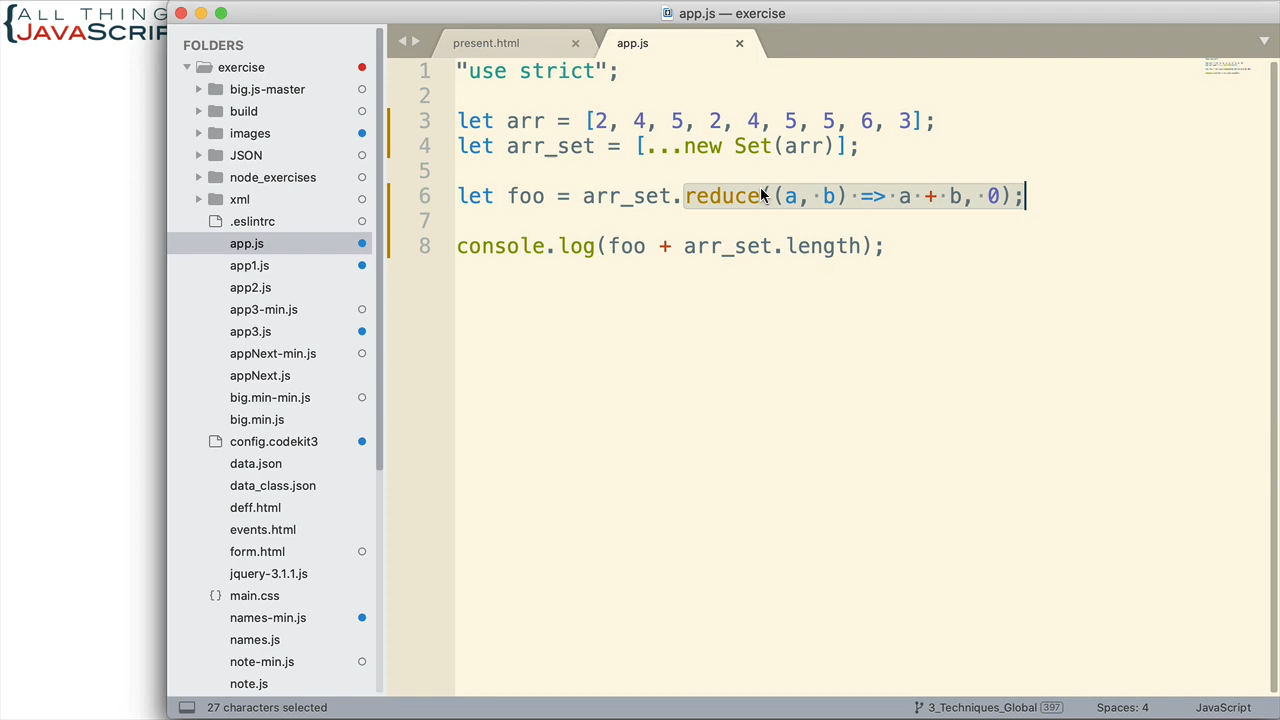 {ALL THING
JAVASCRIP
app.js — exercise
FOLDERS
exercise
big.js-master
build
images
JSON
node_exercises
xml
.eslintrc
app.js
app1.js
app2.js
app3-min.js
app3.js
appNext-min.js
appNext.js
big.min-min.js
big.min.js
config.codekit3
data.json
data_class.json
deff.html
events.html
form.html
jquery-3.1.1.js
{} main.css
names-min.js
names.js
note-min.js
note.js
present.html
app.js
1 "use strict";
2
3 let arr = [2, 4, 5, 2, 4, 5, 5, 6, 3];
4 let arr_set = [...new Set(arr)];
5
6 let foo = arr_set.reduce((a, b) => a + b, 0);
7
8 console.log(foo + arr_set.length);
27 characters selected
3_Techniques_Global 397
Spaces: 4
JavaScript